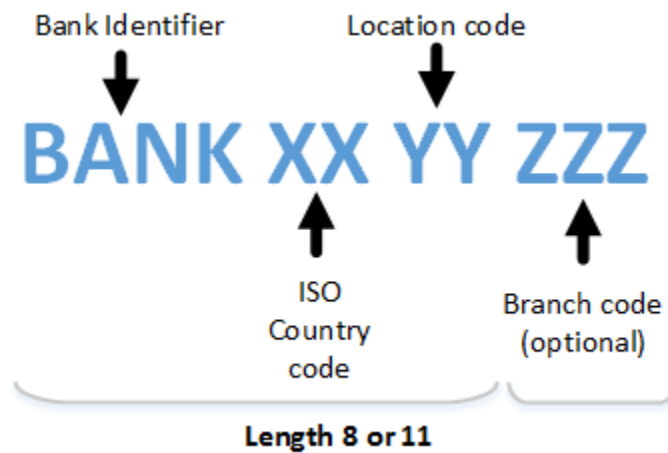 Bank Identifier
Location code
BANK XX YY ZZZ
ISO
Country
code
Branch code
(optional)
Length 8 or 11